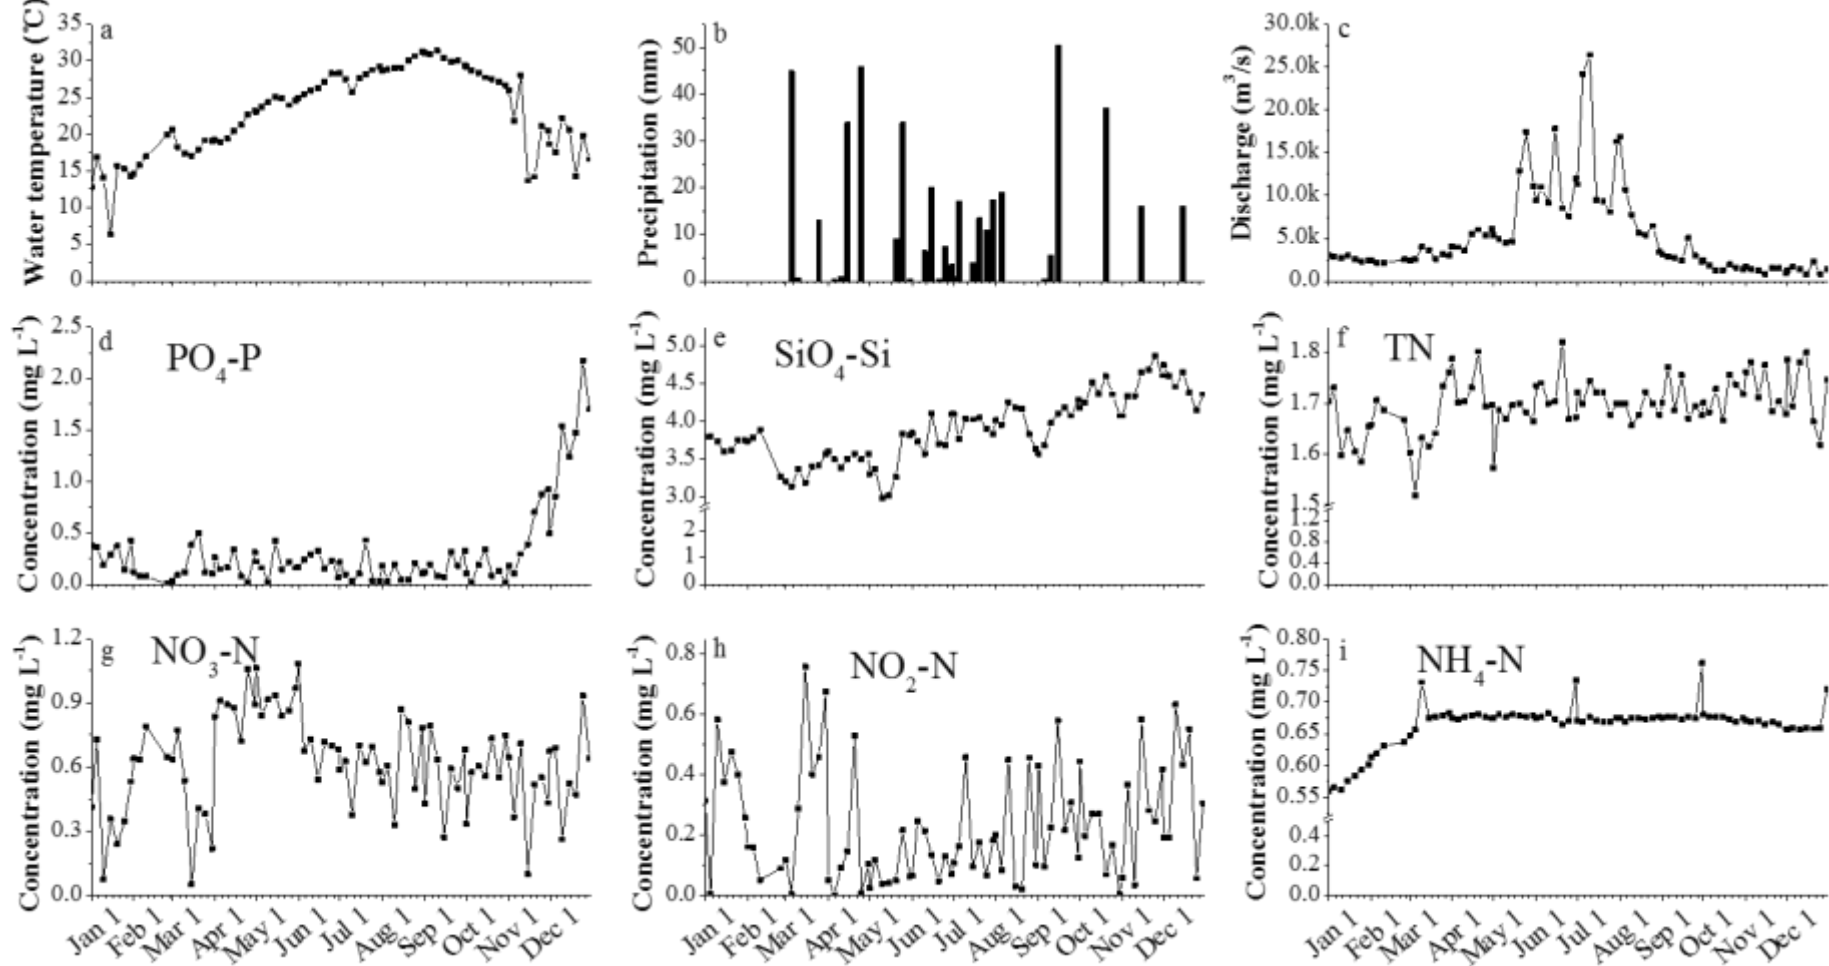 a
Water temperature (℃)
35
30
25
20
15
10
5
0
b
Precipitation (mm)
50
40
30
20
10
0
c
Discharge (m³/s)
30.0k
25.0k
20.0k
15.0k
10.0k
5.0k
0.0
d
PO₄-P
Concentration (mg L⁻¹)
2.5
2.0
1.5
1.0
0.5
0.0
e
SiO₄-Si
Concentration (mg L⁻¹)
5.0
4.5
4.0
3.5
3.0
2
1
0
f
TN
Concentration (mg L⁻¹)
1.8
1.7
1.6
1.5
1.2
0.8
0.4
0.0
g
NO₃-N
Concentration (mg L⁻¹)
1.2
0.9
0.6
0.3
0.0
Jan 1 Feb 1 Mar 1 Apr 1 May 1 Jun 1 Jul 1 Aug 1 Sep 1 Oct 1 Nov 1 Dec 1
h
NO₂-N
Concentration (mg L⁻¹)
0.8
0.6
0.4
0.2
0.0
Jan 1 Feb 1 Mar 1 Apr 1 May 1 Jun 1 Jul 1 Aug 1 Sep 1 Oct 1 Nov 1 Dec 1
i
NH₄-N
Concentration (mg L⁻¹)
0.80
0.75
0.70
0.65
0.60
0.55
0.4
0.2
0.0
Jan 1 Feb 1 Mar 1 Apr 1 May 1 Jun 1 Jul 1 Aug 1 Sep 1 Oct 1 Nov 1 Dec 1